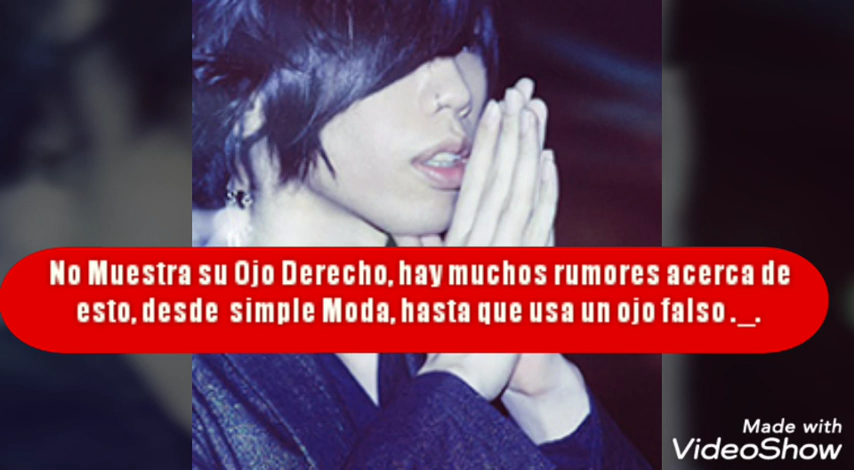 No Muestra su Ojo Derecho, hay muchos rumores acerca de
esto, desde simple Moda, hasta que usa un ojo falso ._.
Made with
VideoShow